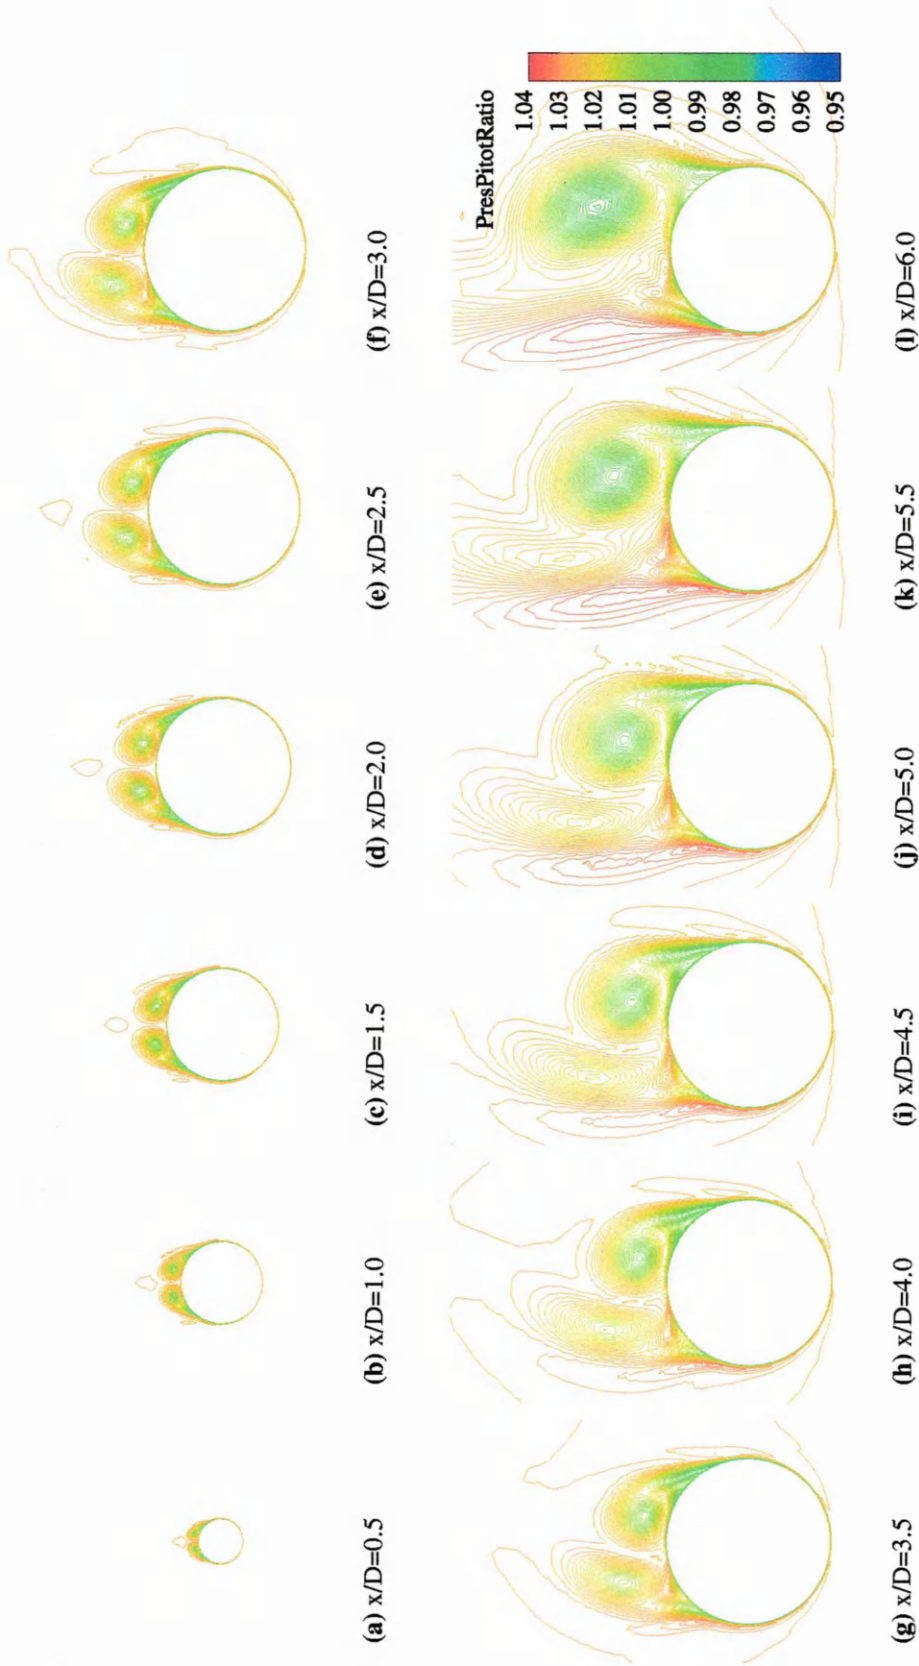 (a) x/D=0.5
(b) x/D=1.0
(c) x/D=1.5
(d) x/D=2.0
(e) x/D=2.5
(f) x/D=3.0
PresPitotRatio
1.04
1.03
1.02
1.01
1.00
0.99
0.98
0.97
0.96
0.95
(g) x/D=3.5
(h) x/D=4.0
(i) x/D=4.5
(j) x/D=5.0
(k) x/D=5.5
(l) x/D=6.0